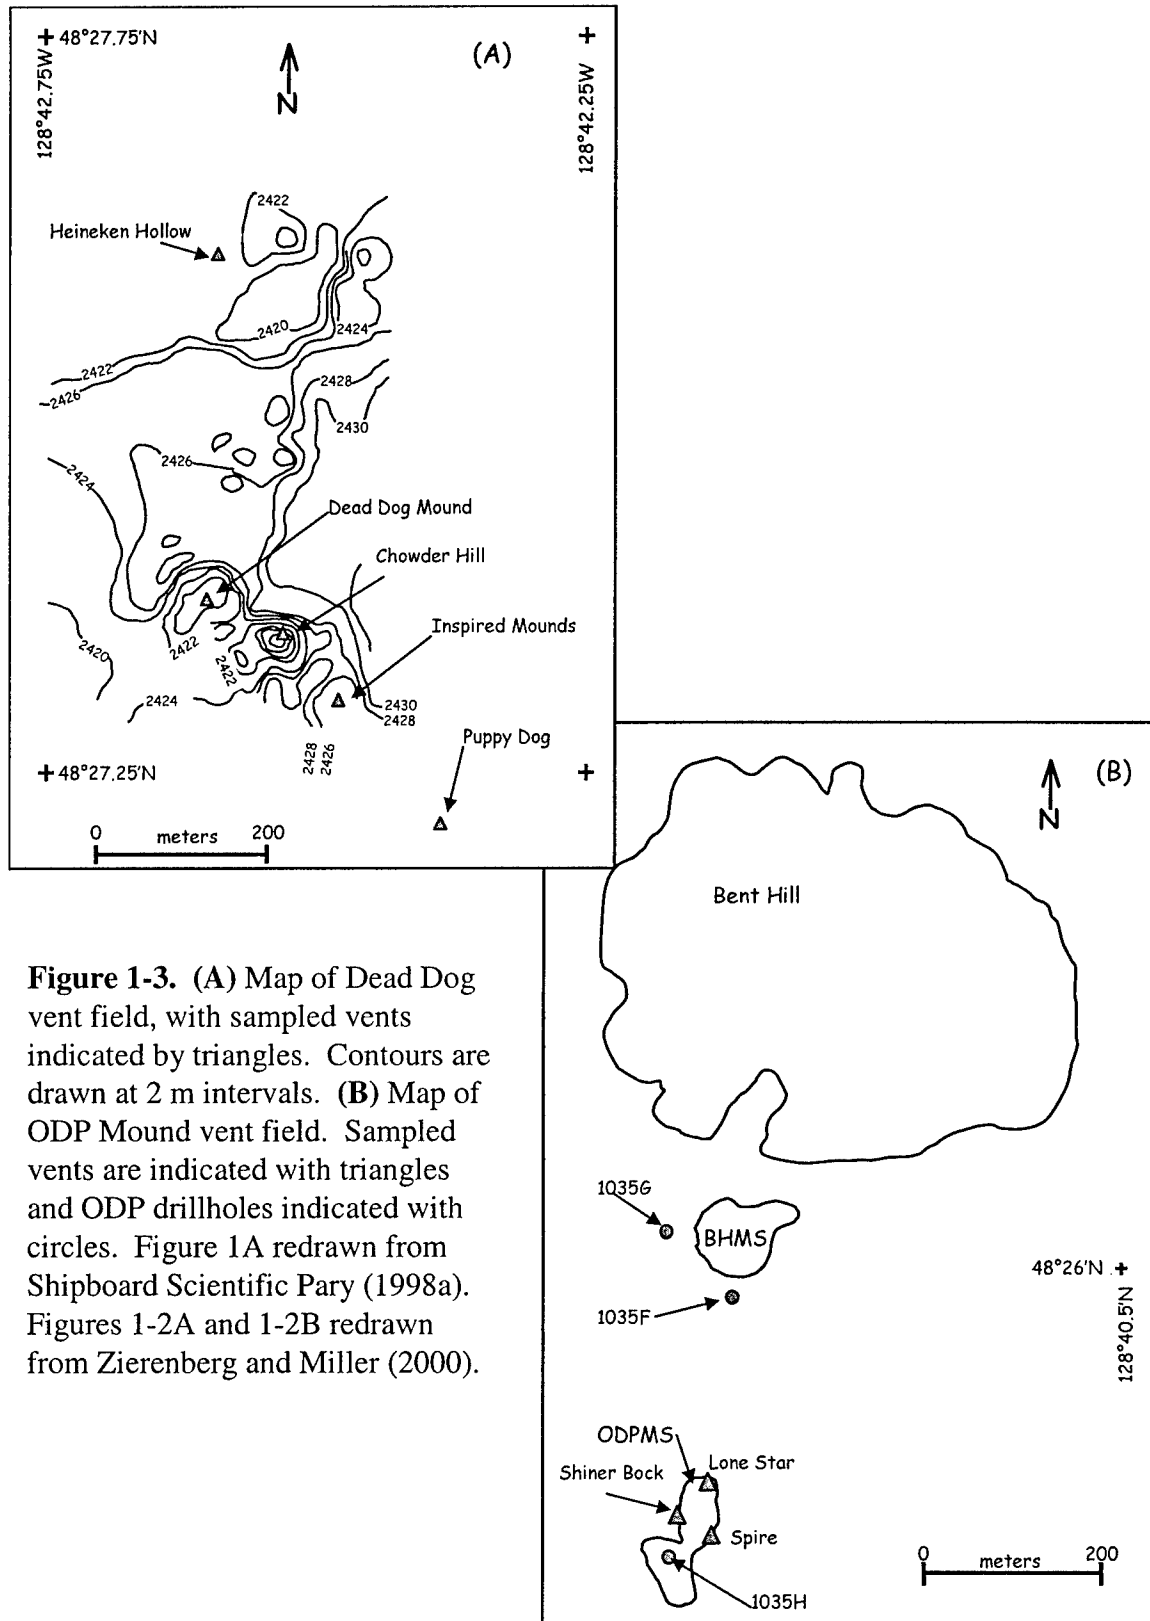 48°27.75'N
(A)
128°42.75W
128°42.25W
N
2422
Heineken Hollow
2420
2424
2422
2426
2428
2430
2426
2424
Dead Dog Mound
Chowder Hill
Inspired Mounds
2422
2422
2420
2424
2430
2428
2428
2426
Puppy Dog
48°27.25'N
0 meters 200
(B)
N
Bent Hill
Figure 1-3. (A) Map of Dead Dog
vent field, with sampled vents
indicated by triangles. Contours are
drawn at 2 m intervals. (B) Map of
ODP Mound vent field. Sampled
vents are indicated with triangles
and ODP drillholes indicated with
circles. Figure 1A redrawn from
Shipboard Scientific Pary (1998a).
Figures 1-2A and 1-2B redrawn
from Zierenberg and Miller (2000).
1035G
BHMS
48°26'N
128°40.5'N
1035F
ODPMS
Lone Star
Shiner Bock
Spire
1035H
0 meters 200